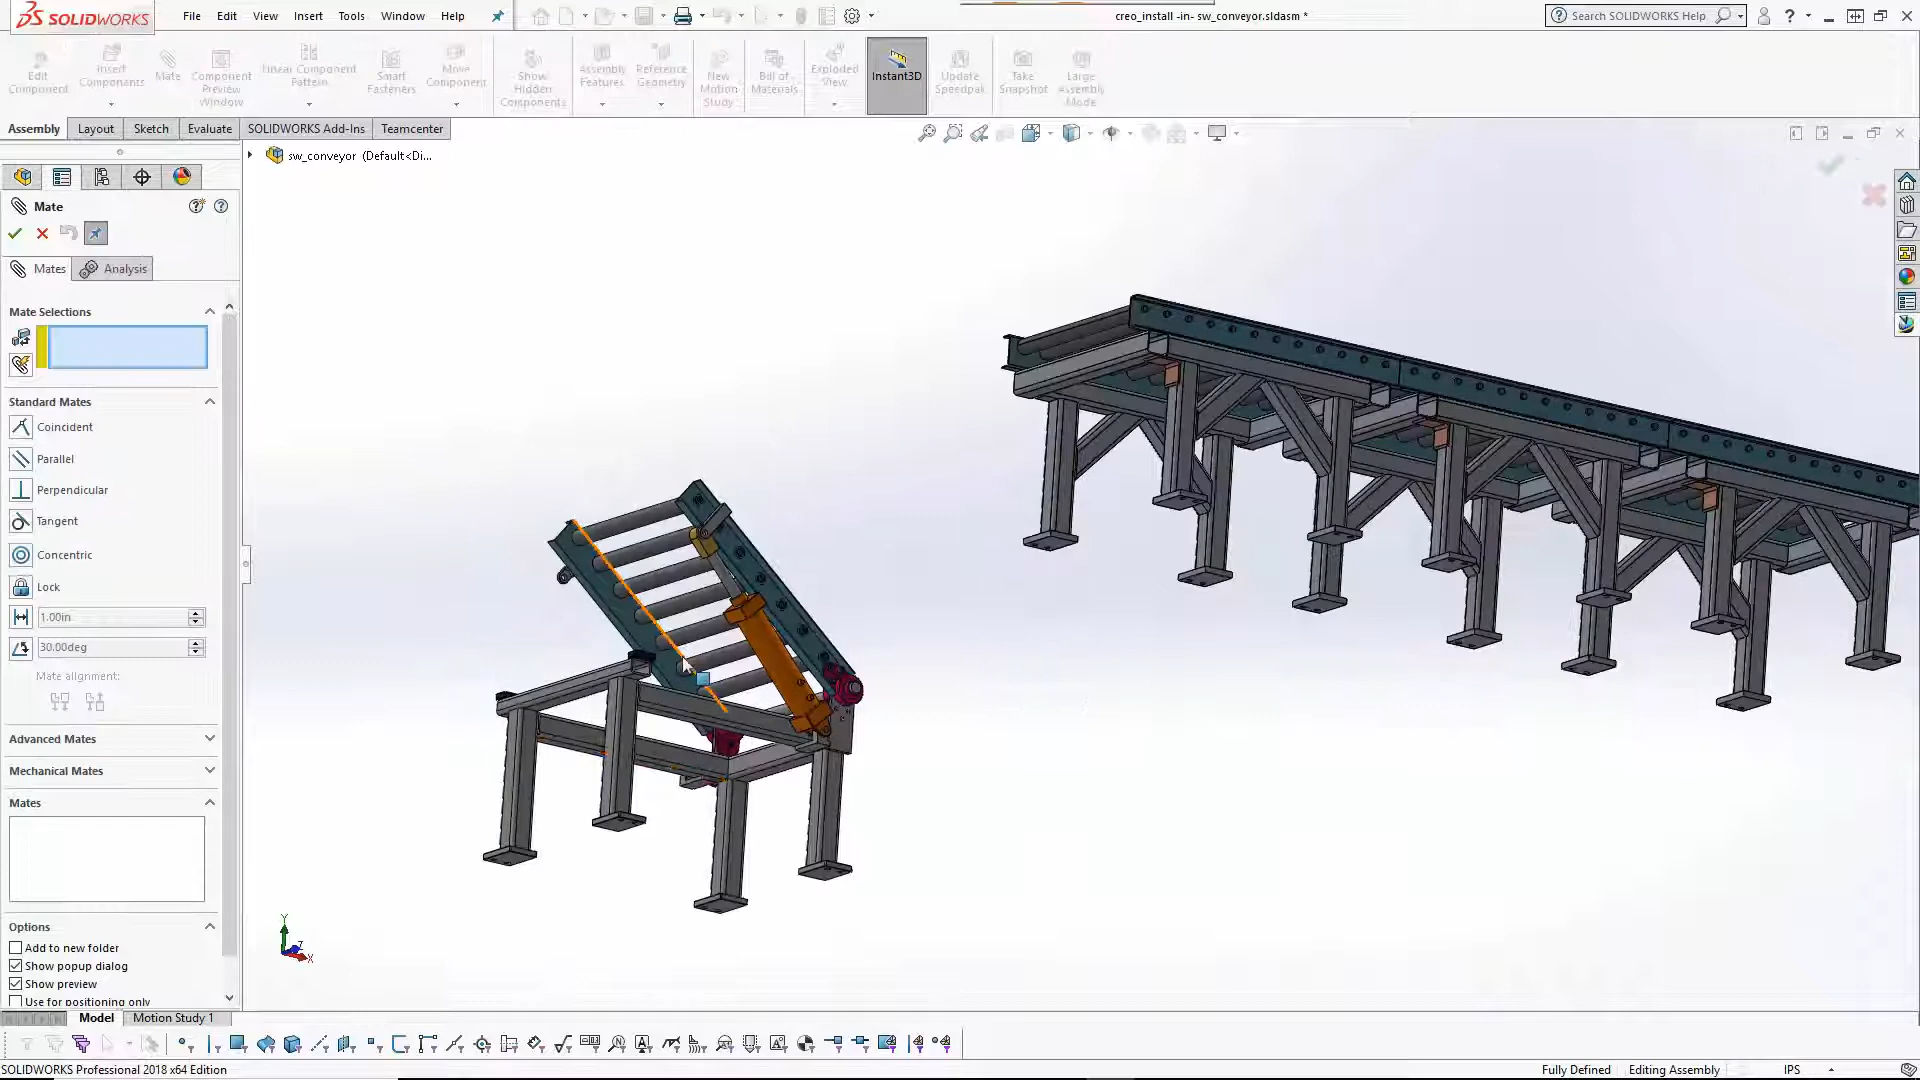 SOLIDWORKS
File Edit View Insert Tools Window Help
creo_install -in- sw_conveyor.sldasm *
Search SOLIDWORKS Help
Edit Component
Insert Components
Mate
Component Preview Window
Linear Component Pattern
Smart Fasteners
Move Component
Show Hidden Components
Assembly Features
Reference Geometry
New Motion Study
Bill of Materials
Exploded View
Instant3D
Update Speedpak
Take Snapshot
Large Assembly Mode
Assembly Layout Sketch Evaluate SOLIDWORKS Add-Ins Teamcenter
sw_conveyor (Default<Di...
Mate
Mates Analysis
Mate Selections
Standard Mates
Coincident
Parallel
Perpendicular
Tangent
Concentric
Lock
1.00in
30.00deg
Mate alignment:
Advanced Mates
Mechanical Mates
Mates
Options
Add to new folder
Show popup dialog
Show preview
Use for positioning only
Y
Z
X
Model Motion Study 1
SOLIDWORKS Professional 2018 x64 Edition
Fully Defined Editing Assembly IPS